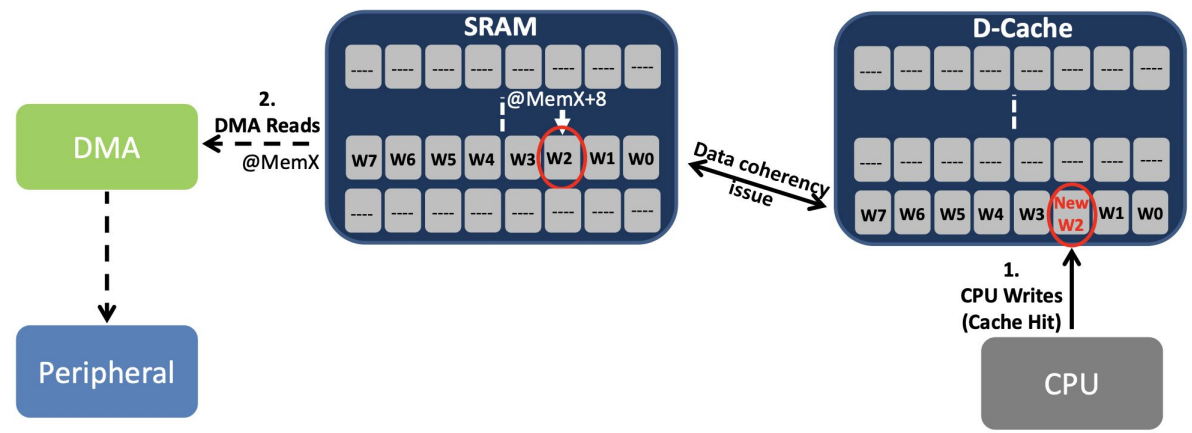 SRAM
---- ---- ---- ---- ---- ---- ---- ----
@MemX+8
W7 W6 W5 W4 W3 W2 W1 W0
---- ---- ---- ---- ---- ---- ---- ----
D-Cache
---- ---- ---- ---- ---- ---- ---- ----
---- ---- ---- ---- ---- ---- ---- ----
W7 W6 W5 W4 W3 New W2 W1 W0
2.
DMA Reads
@MemX
DMA
Peripheral
Data coherency
issue
1.
CPU Writes
(Cache Hit)
CPU